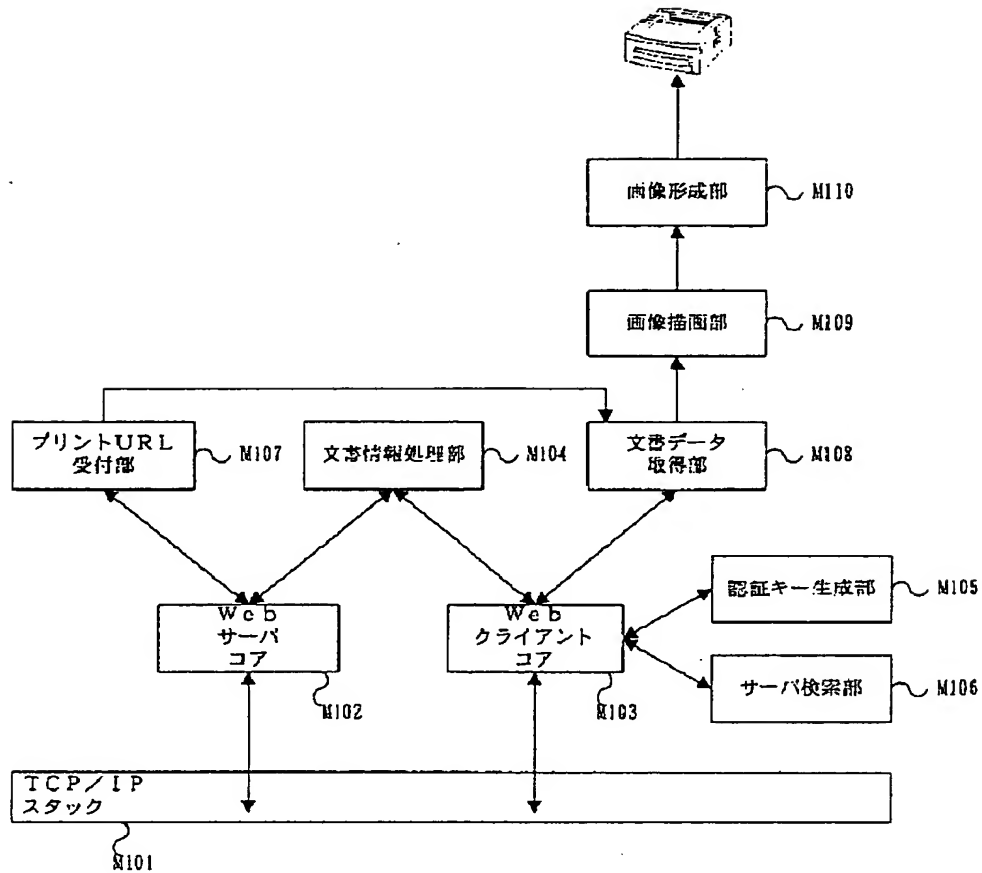 画像形成部
M110
画像描画部
M109
プリントURL
受付部
M107
文書情報処理部
M104
文書データ
取得部
M108
認証キー生成部
M105
Web
サーバ
コア
M102
Web
クライアント
コア
M103
サーバ検索部
M106
TCP/IP
スタック
M101